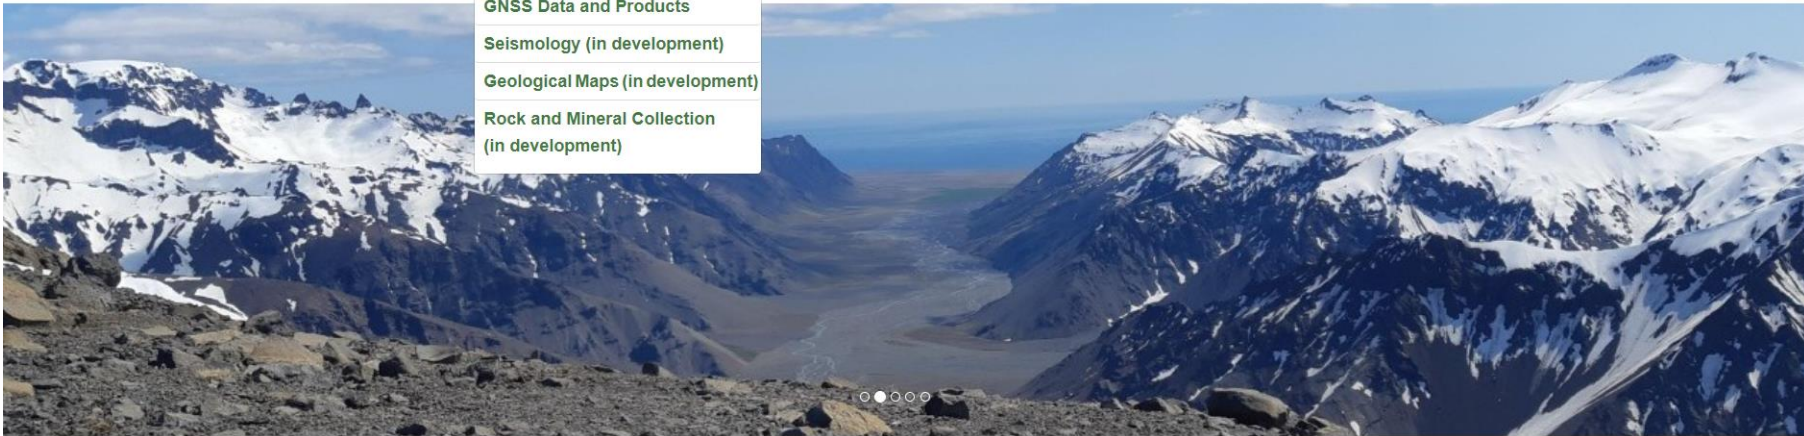 GNSS Data and Products
Seismology (in development)
Geological Maps (in development)
Rock and Mineral Collection
(in development)